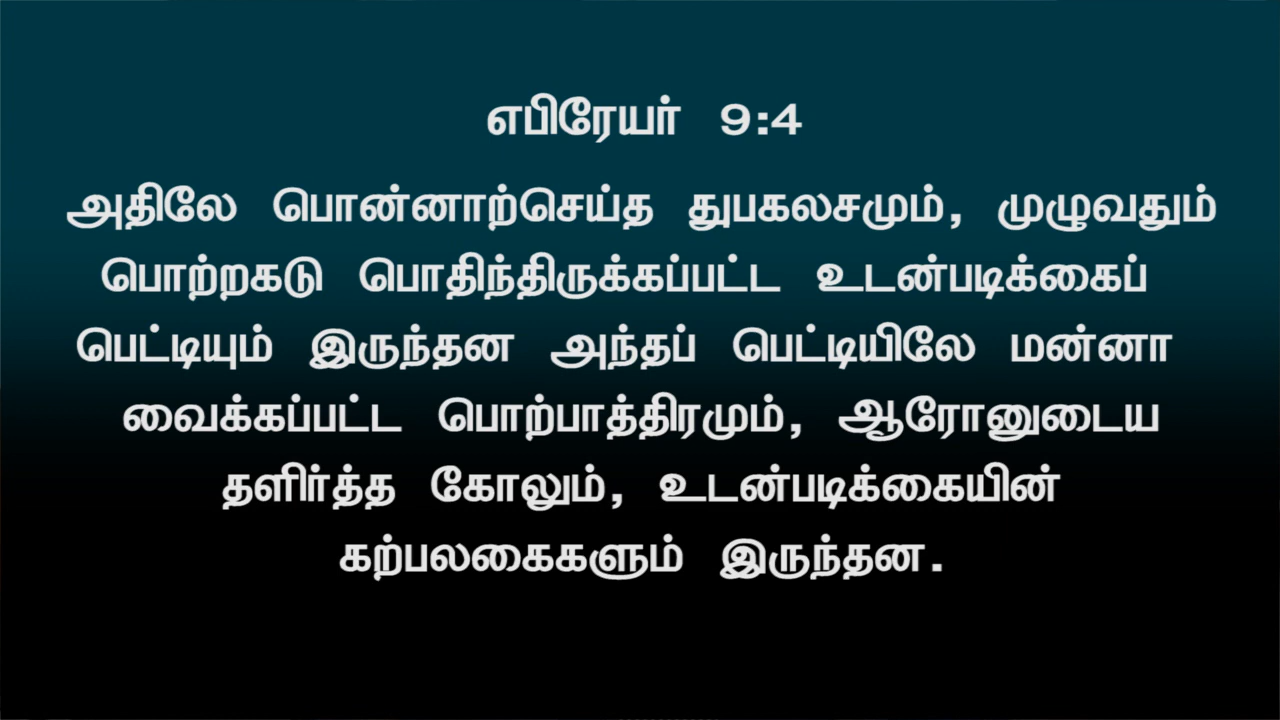 எபிரேயர் 9:4
அதிலே பொன்னாற்செய்த துபகலசமும், முழுவதும்
பொற்றகடு பொதிந்திருக்கப்பட்ட உடன்படிக்கைப்
பெட்டியும் இருந்தன அந்தப் பெட்டியிலே மன்னா
வைக்கப்பட்ட பொற்பாத்திரமும், ஆரோனுடைய
தளிர்த்த கோலும், உடன்படிக்கையின்
கற்பலகைகளும் இருந்தன.